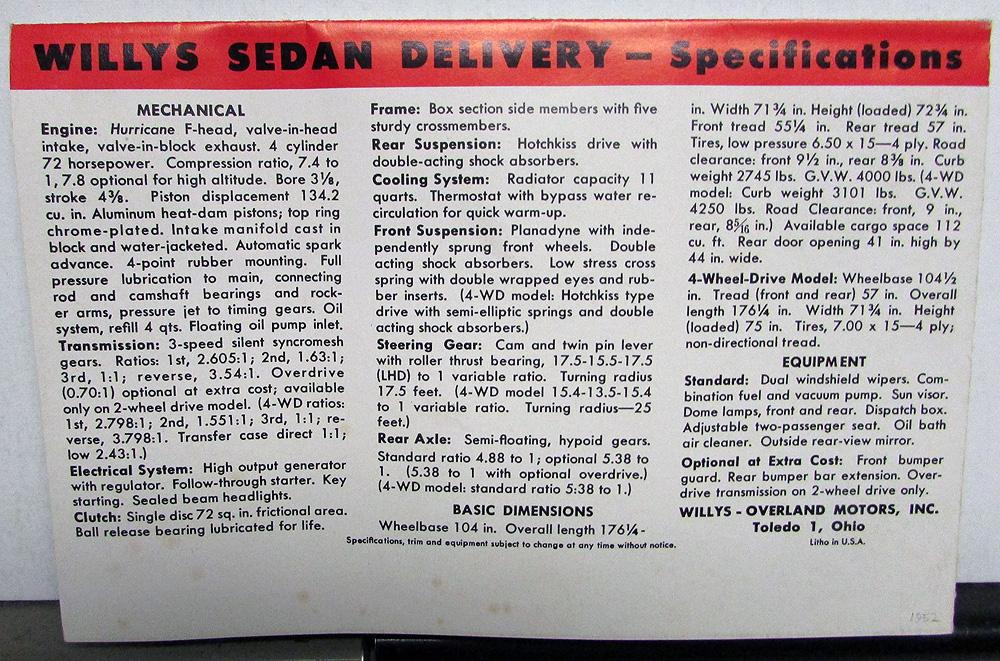 WILLYS SEDAN DELIVERY — Specifications
MECHANICAL
Engine: Hurricane F-head, valve-in-head
intake, valve-in-block exhaust. 4 cylinder
72 horsepower. Compression ratio, 7.4 to
1, 7.8 optional for high altitude. Bore 3⅛,
stroke 4⅜. Piston displacement 134.2
cu. in. Aluminum heat-dam pistons; top ring
chrome-plated. Intake manifold cast in
block and water-jacketed. Automatic spark
advance. 4-point rubber mounting. Full
pressure lubrication to main, connecting
rod and camshaft bearings and rock-
er arms, pressure jet to timing gears. Oil
system, refill 4 qts. Floating oil pump inlet.
Transmission: 3-speed silent syncromesh
gears. Ratios: 1st, 2.605:1; 2nd, 1.63:1;
3rd, 1:1; reverse, 3.54:1. Overdrive
(0.70:1) optional at extra cost; available
only on 2-wheel drive model. (4-WD ratios:
1st, 2.798:1; 2nd, 1.551:1; 3rd, 1:1; re-
verse, 3.798:1. Transfer case direct 1:1;
low 2.43:1.)
Electrical System: High output generator
with regulator. Follow-through starter. Key
starting. Sealed beam headlights.
Clutch: Single disc 72 sq. in. frictional area.
Ball release bearing lubricated for life.
Frame: Box section side members with five
sturdy crossmembers.
Rear Suspension: Hotchkiss drive with
double-acting shock absorbers.
Cooling System: Radiator capacity 11
quarts. Thermostat with bypass water re-
circulation for quick warm-up.
Front Suspension: Planadyne with inde-
pendently sprung front wheels. Double
acting shock absorbers. Low stress cross
spring with double wrapped eyes and rub-
ber inserts. (4-WD model: Hotchkiss type
drive with semi-elliptic springs and double
acting shock absorbers.)
Steering Gear: Cam and twin pin lever
with roller thrust bearing, 17.5-15.5-17.5
(LHD) to 1 variable ratio. Turning radius
17.5 feet. (4-WD model 15.4-13.5-15.4
to 1 variable ratio. Turning radius—25
feet.)
Rear Axle: Semi-floating, hypoid gears.
Standard ratio 4.88 to 1; optional 5.38 to
1. (5.38 to 1 with optional overdrive.)
(4-WD model: standard ratio 5:38 to 1.)
BASIC DIMENSIONS
Wheelbase 104 in. Overall length 176¼-
Specifications, trim and equipment subject to change at any time without notice.
in. Width 71¾ in. Height (loaded) 72¾ in.
Front tread 55¼ in. Rear tread 57 in.
Tires, low pressure 6.50 x 15—4 ply. Road
clearance: front 9½ in., rear 8⅜ in. Curb
weight 2745 lbs. G.V.W. 4000 lbs. (4-WD
model: Curb weight 3101 lbs. G.V.W.
4250 lbs. Road Clearance: front, 9 in.,
rear, 85⁄16 in.) Available cargo space 112
cu. ft. Rear door opening 41 in. high by
44 in. wide.
4-Wheel-Drive Model: Wheelbase 104½
in. Tread (front and rear) 57 in. Overall
length 176¼ in. Width 71¾ in. Height
(loaded) 75 in. Tires, 7.00 x 15—4 ply;
non-directional tread.
EQUIPMENT
Standard: Dual windshield wipers. Com-
bination fuel and vacuum pump. Sun visor.
Dome lamps, front and rear. Dispatch box.
Adjustable two-passenger seat. Oil bath
air cleaner. Outside rear-view mirror.
Optional at Extra Cost: Front bumper
guard. Rear bumper bar extension. Over-
drive transmission on 2-wheel drive only.
WILLYS - OVERLAND MOTORS, INC.
Toledo 1, Ohio
Litho in U.S.A.
1952